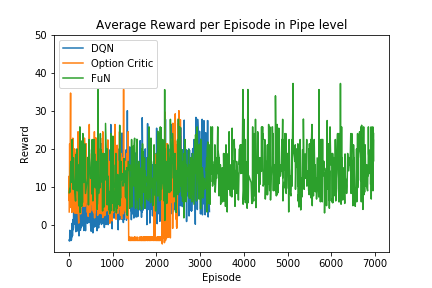 Average Reward per Episode in Pipe level
50
40
30
20
10
0
Reward
DQN
Option Critic
FuN
0 1000 2000 3000 4000 5000 6000 7000
Episode